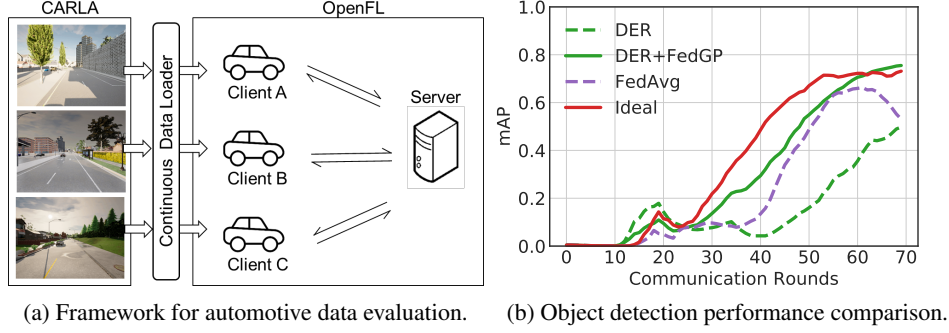 CARLA
OpenFL
Continuous Data Loader
Client A
Client B
Client C
Server
(a) Framework for automotive data evaluation.
mAP
1.0
0.8
0.6
0.4
0.2
0.0
DER
DER+FedGP
FedAvg
Ideal
0 10 20 30 40 50 60 70
Communication Rounds
(b) Object detection performance comparison.